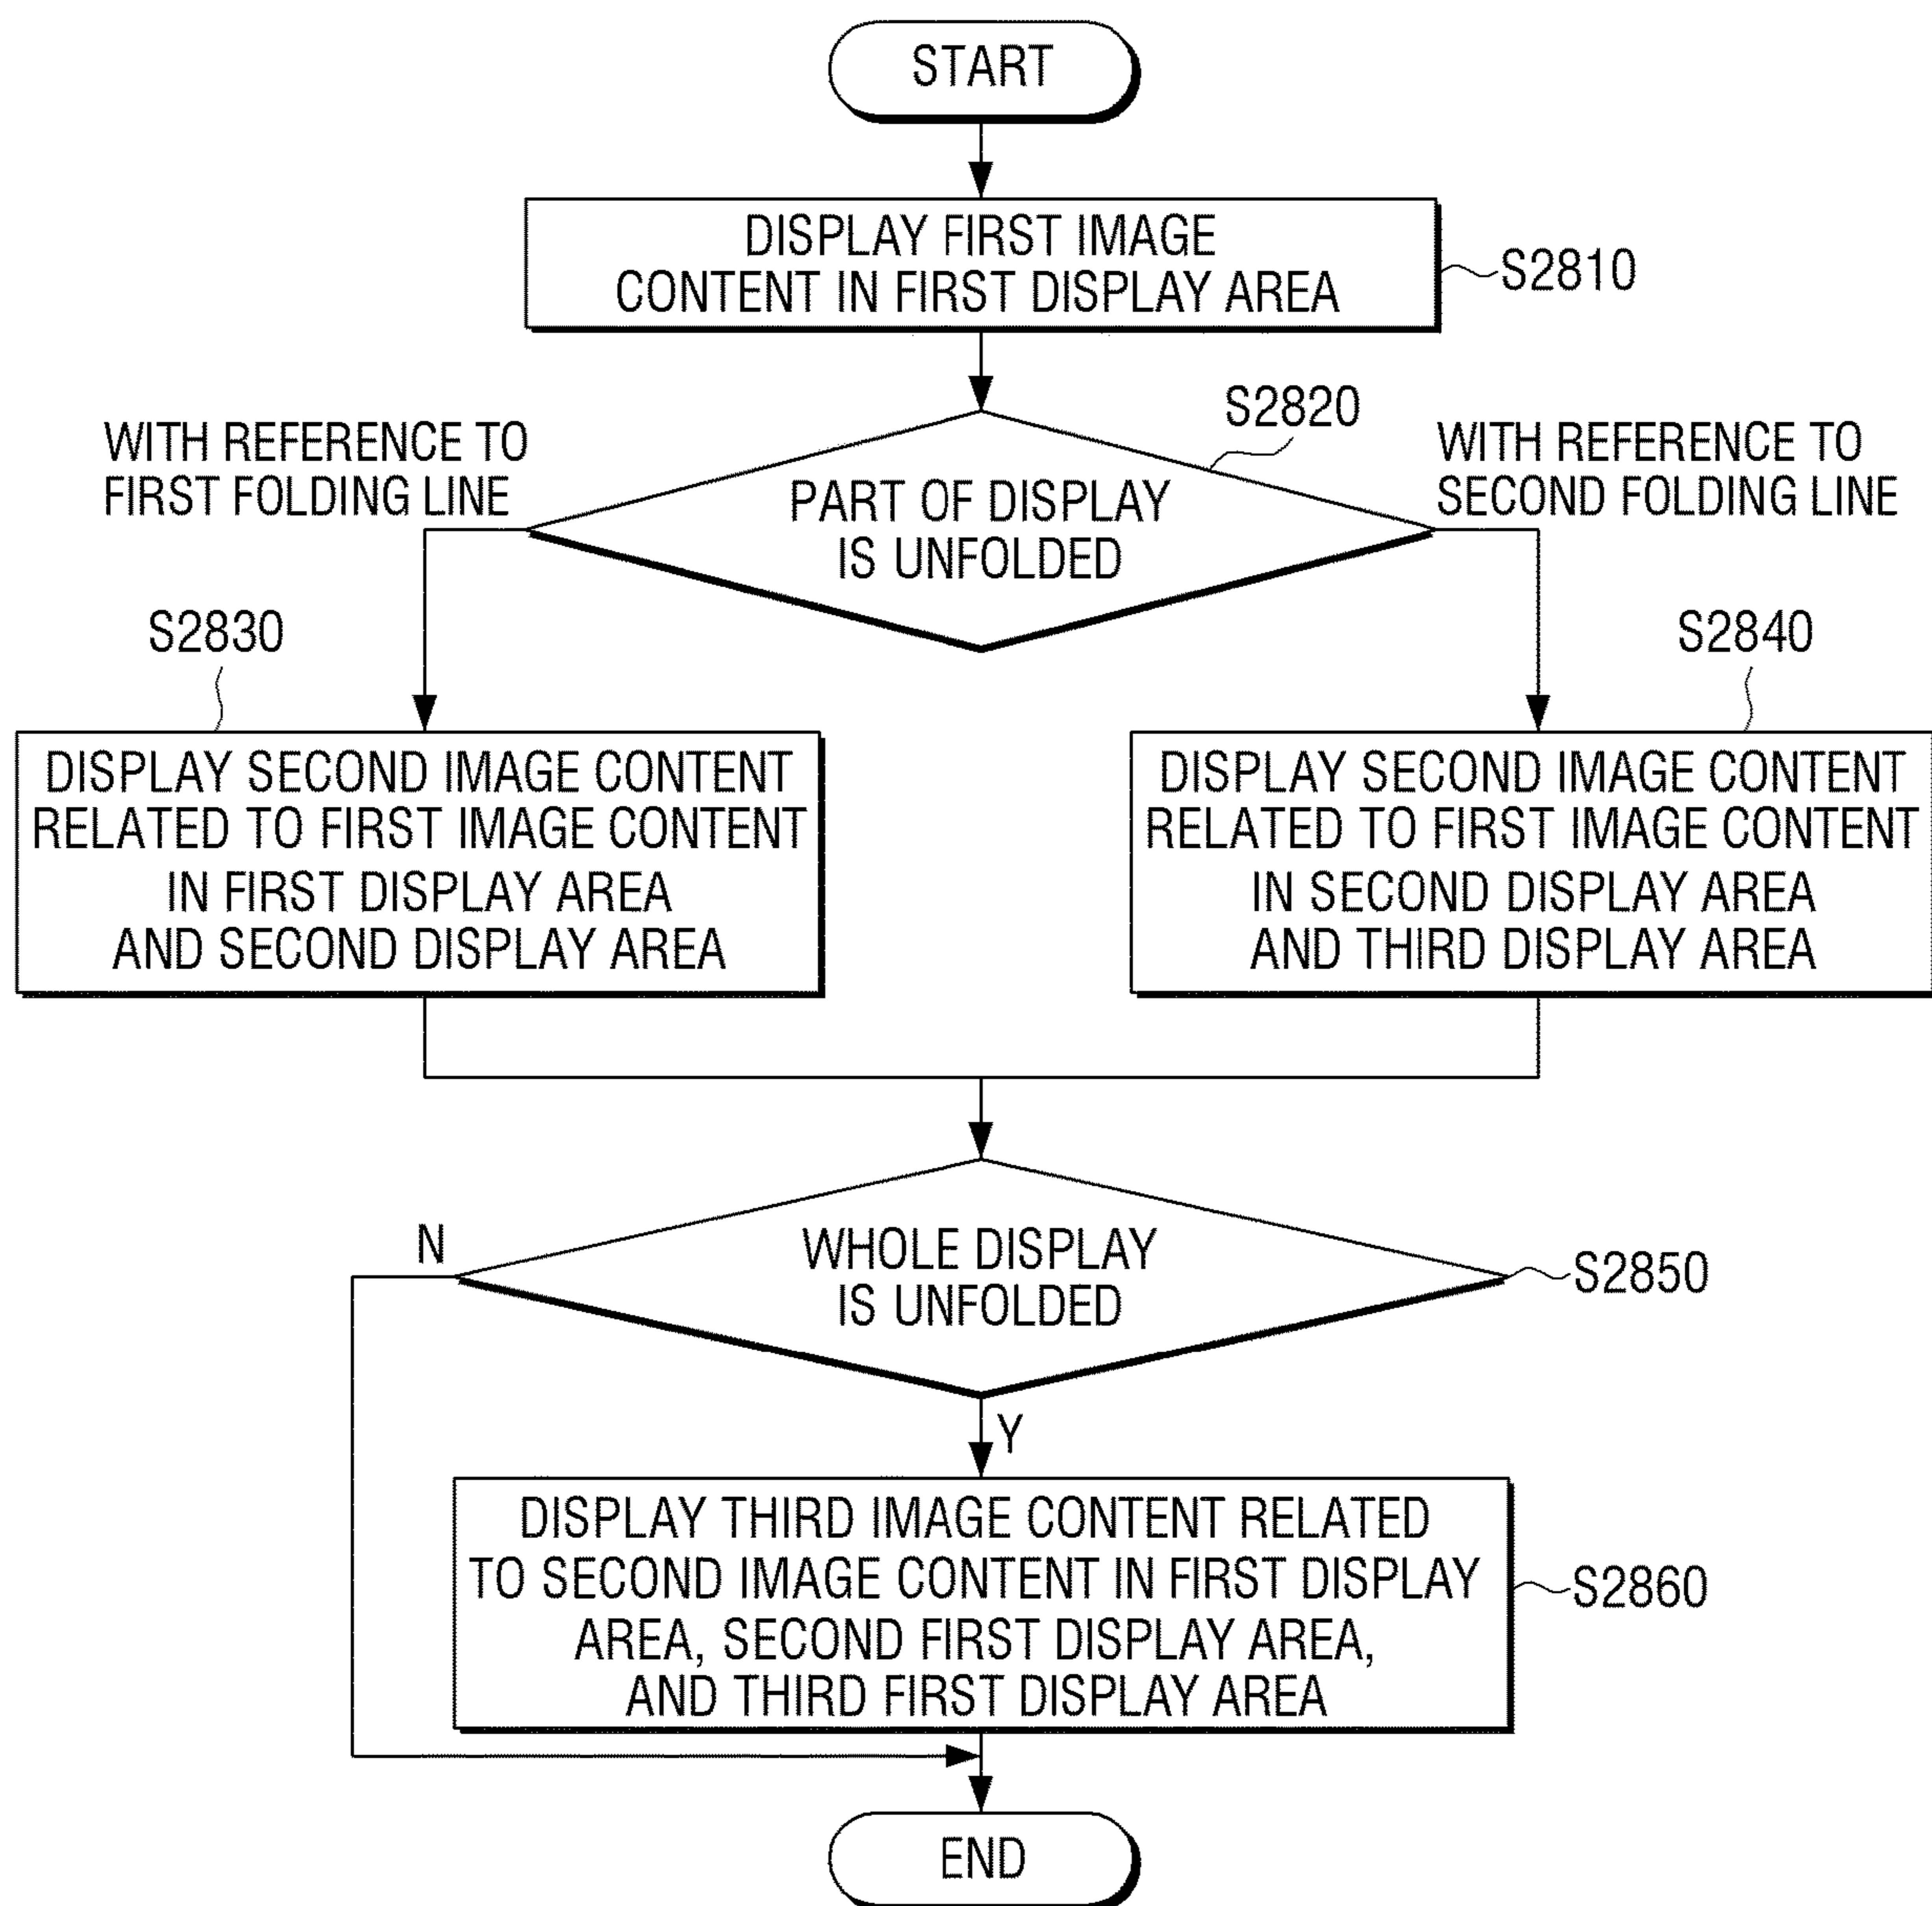 START
DISPLAY FIRST IMAGE
CONTENT IN FIRST DISPLAY AREA
S2810
S2820
WITH REFERENCE TO
FIRST FOLDING LINE
PART OF DISPLAY
IS UNFOLDED
WITH REFERENCE TO
SECOND FOLDING LINE
S2830
DISPLAY SECOND IMAGE CONTENT
RELATED TO FIRST IMAGE CONTENT
IN FIRST DISPLAY AREA
AND SECOND DISPLAY AREA
S2840
DISPLAY SECOND IMAGE CONTENT
RELATED TO FIRST IMAGE CONTENT
IN SECOND DISPLAY AREA
AND THIRD DISPLAY AREA
N
WHOLE DISPLAY
IS UNFOLDED
S2850
Y
DISPLAY THIRD IMAGE CONTENT RELATED
TO SECOND IMAGE CONTENT IN FIRST DISPLAY
AREA, SECOND FIRST DISPLAY AREA,
AND THIRD FIRST DISPLAY AREA
S2860
END